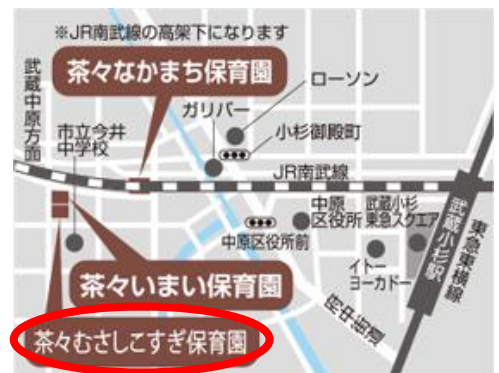 ※JR南武線の高架下になります
茶々なかまち保育園
武蔵中原方面
ローソン
ガリバー
市立今井
中学校
小杉御殿町
JR南武線
中原
区役所
武蔵小杉
東急スクエア
中原区役所前
武蔵小杉駅
東急東横線
イトー
ヨーカドー
茶々いまい保育園
府中街道
茶々むさしこすぎ保育園